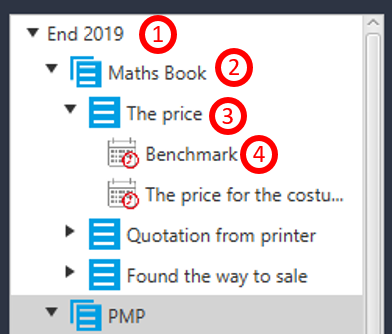 End 2019 1
Maths Book 2
The price 3
Benchmark 4
The price for the costu...
Quotation from printer
Found the way to sale
PMP